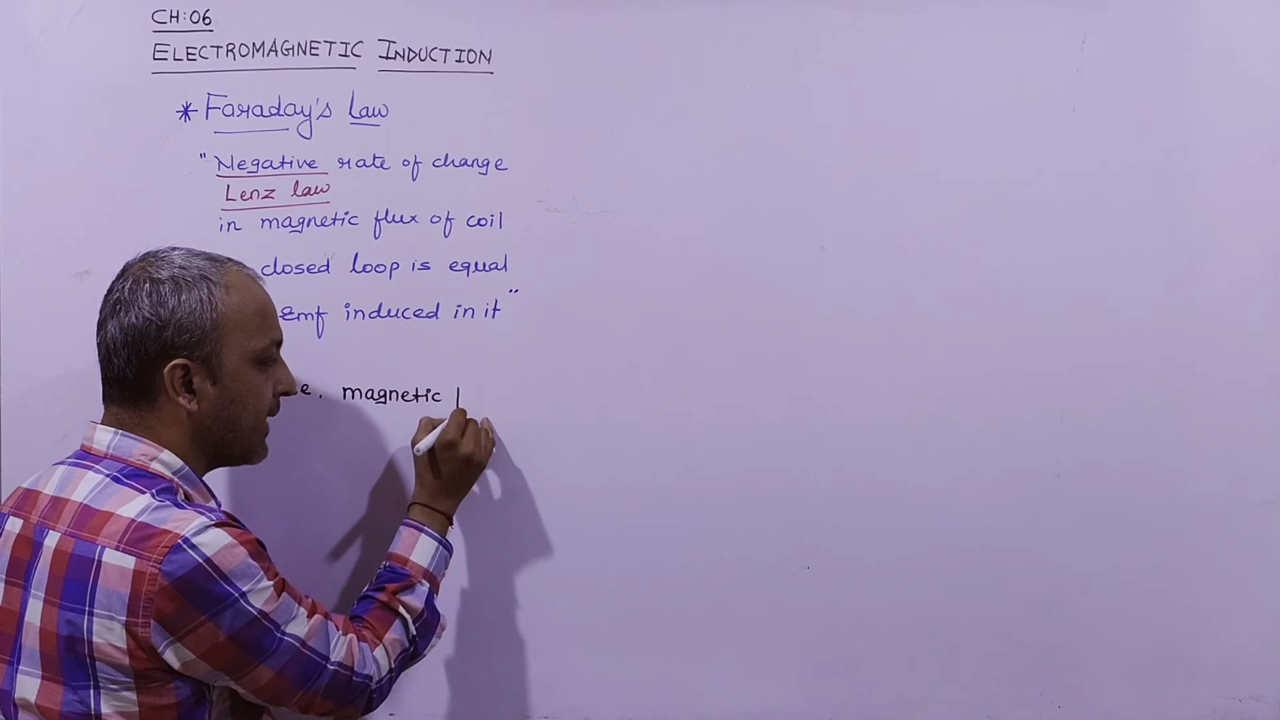 CH:06
ELECTROMAGNETIC INDUCTION
* Faraday's Law
"Negative rate of change
Lenz law
in magnetic flux of coil
closed loop is equal
Emf induced in it"
magnetic